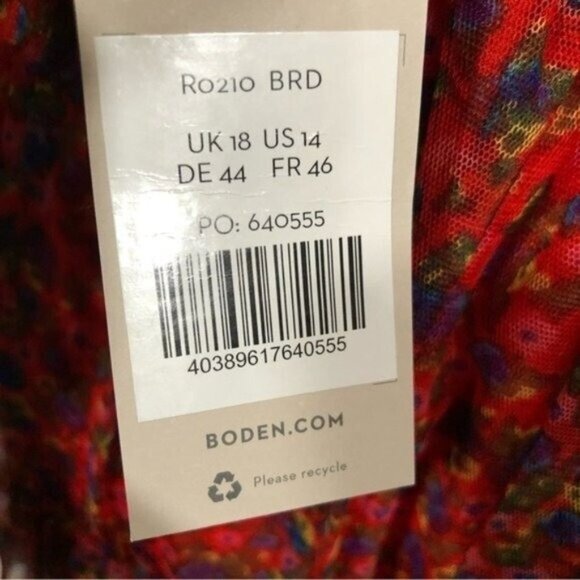 R0210 BRD
UK 18 US 14
DE 44 FR 46
PO: 640555
40389617640555
BODEN.COM
Please recycle